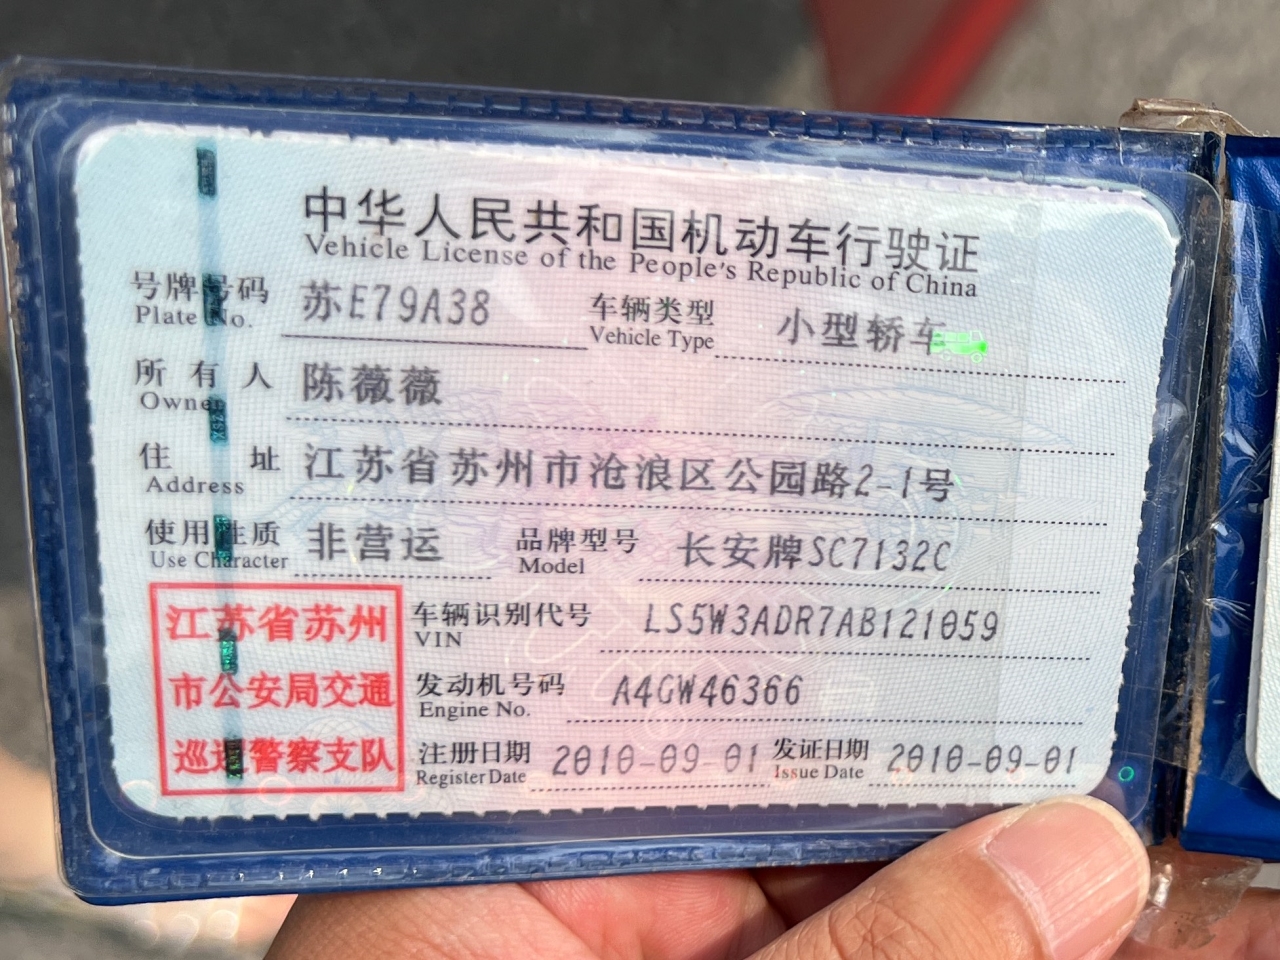 中华人民共和国机动车行驶证
Vehicle License of the People's Republic of China
号牌号码 苏E79A38 车辆类型 小型轿车
Plate No. Vehicle Type
所有人 陈薇薇
Owner
住址 江苏省苏州市沧浪区公园路2-1号
Address
使用性质 非营运 品牌型号 长安牌SC7132C
Use Character Model
江苏省苏州
市公安局交通
巡逻警察支队
车辆识别代号 LS5W3ADR7AB121059
VIN
发动机号码 A4GW46366
Engine No.
注册日期 2010-09-01 发证日期 2010-09-01
Register Date Issue Date